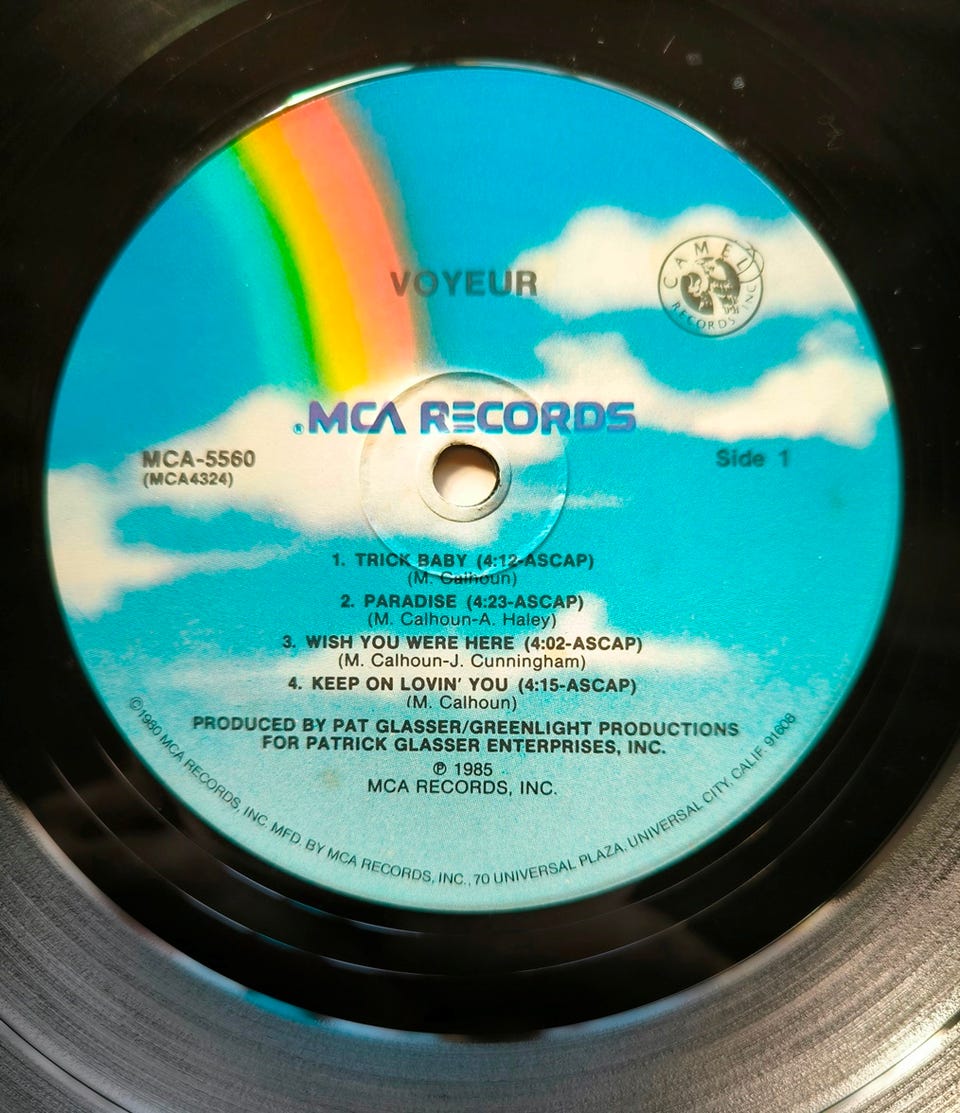 VOYEUR
CAMEL
RECORDS INC
® MCA RECORDS
MCA-5560
(MCA4324)
Side 1
1. TRICK BABY (4:12-ASCAP)
(M. Calhoun)
2. PARADISE (4:23-ASCAP)
(M. Calhoun-A. Haley)
3. WISH YOU WERE HERE (4:02-ASCAP)
(M. Calhoun-J. Cunningham)
4. KEEP ON LOVIN' YOU (4:15-ASCAP)
(M. Calhoun)
PRODUCED BY PAT GLASSER/GREENLIGHT PRODUCTIONS
FOR PATRICK GLASSER ENTERPRISES, INC.
℗ 1985
MCA RECORDS, INC.
©1980 MCA RECORDS, INC. MFD. BY MCA RECORDS, INC., 70 UNIVERSAL PLAZA, UNIVERSAL CITY, CALIF. 91608